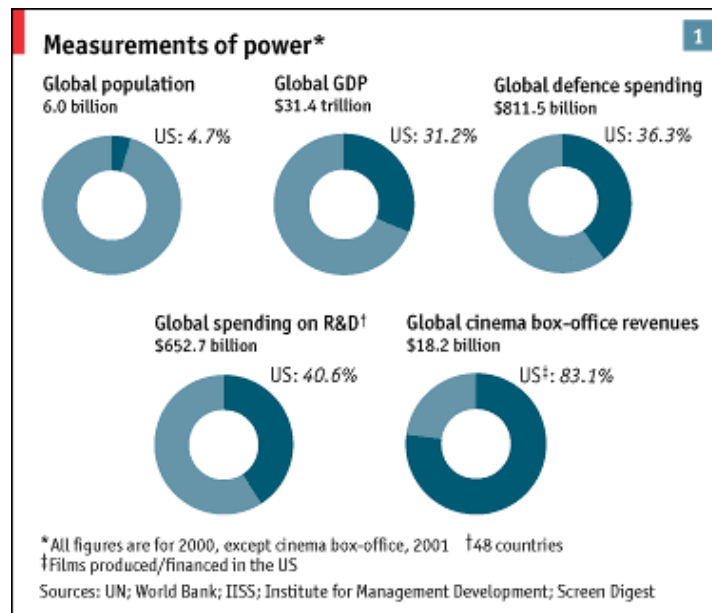 Measurements of power*
1
Global population
6.0 billion
US: 4.7%
Global GDP
$31.4 trillion
US: 31.2%
Global defence spending
$811.5 billion
US: 36.3%
Global spending on R&D†
$652.7 billion
US: 40.6%
Global cinema box-office revenues
$18.2 billion
US‡: 83.1%
*All figures are for 2000, except cinema box-office, 2001 †48 countries
‡Films produced/financed in the US
Sources: UN; World Bank; IISS; Institute for Management Development; Screen Digest